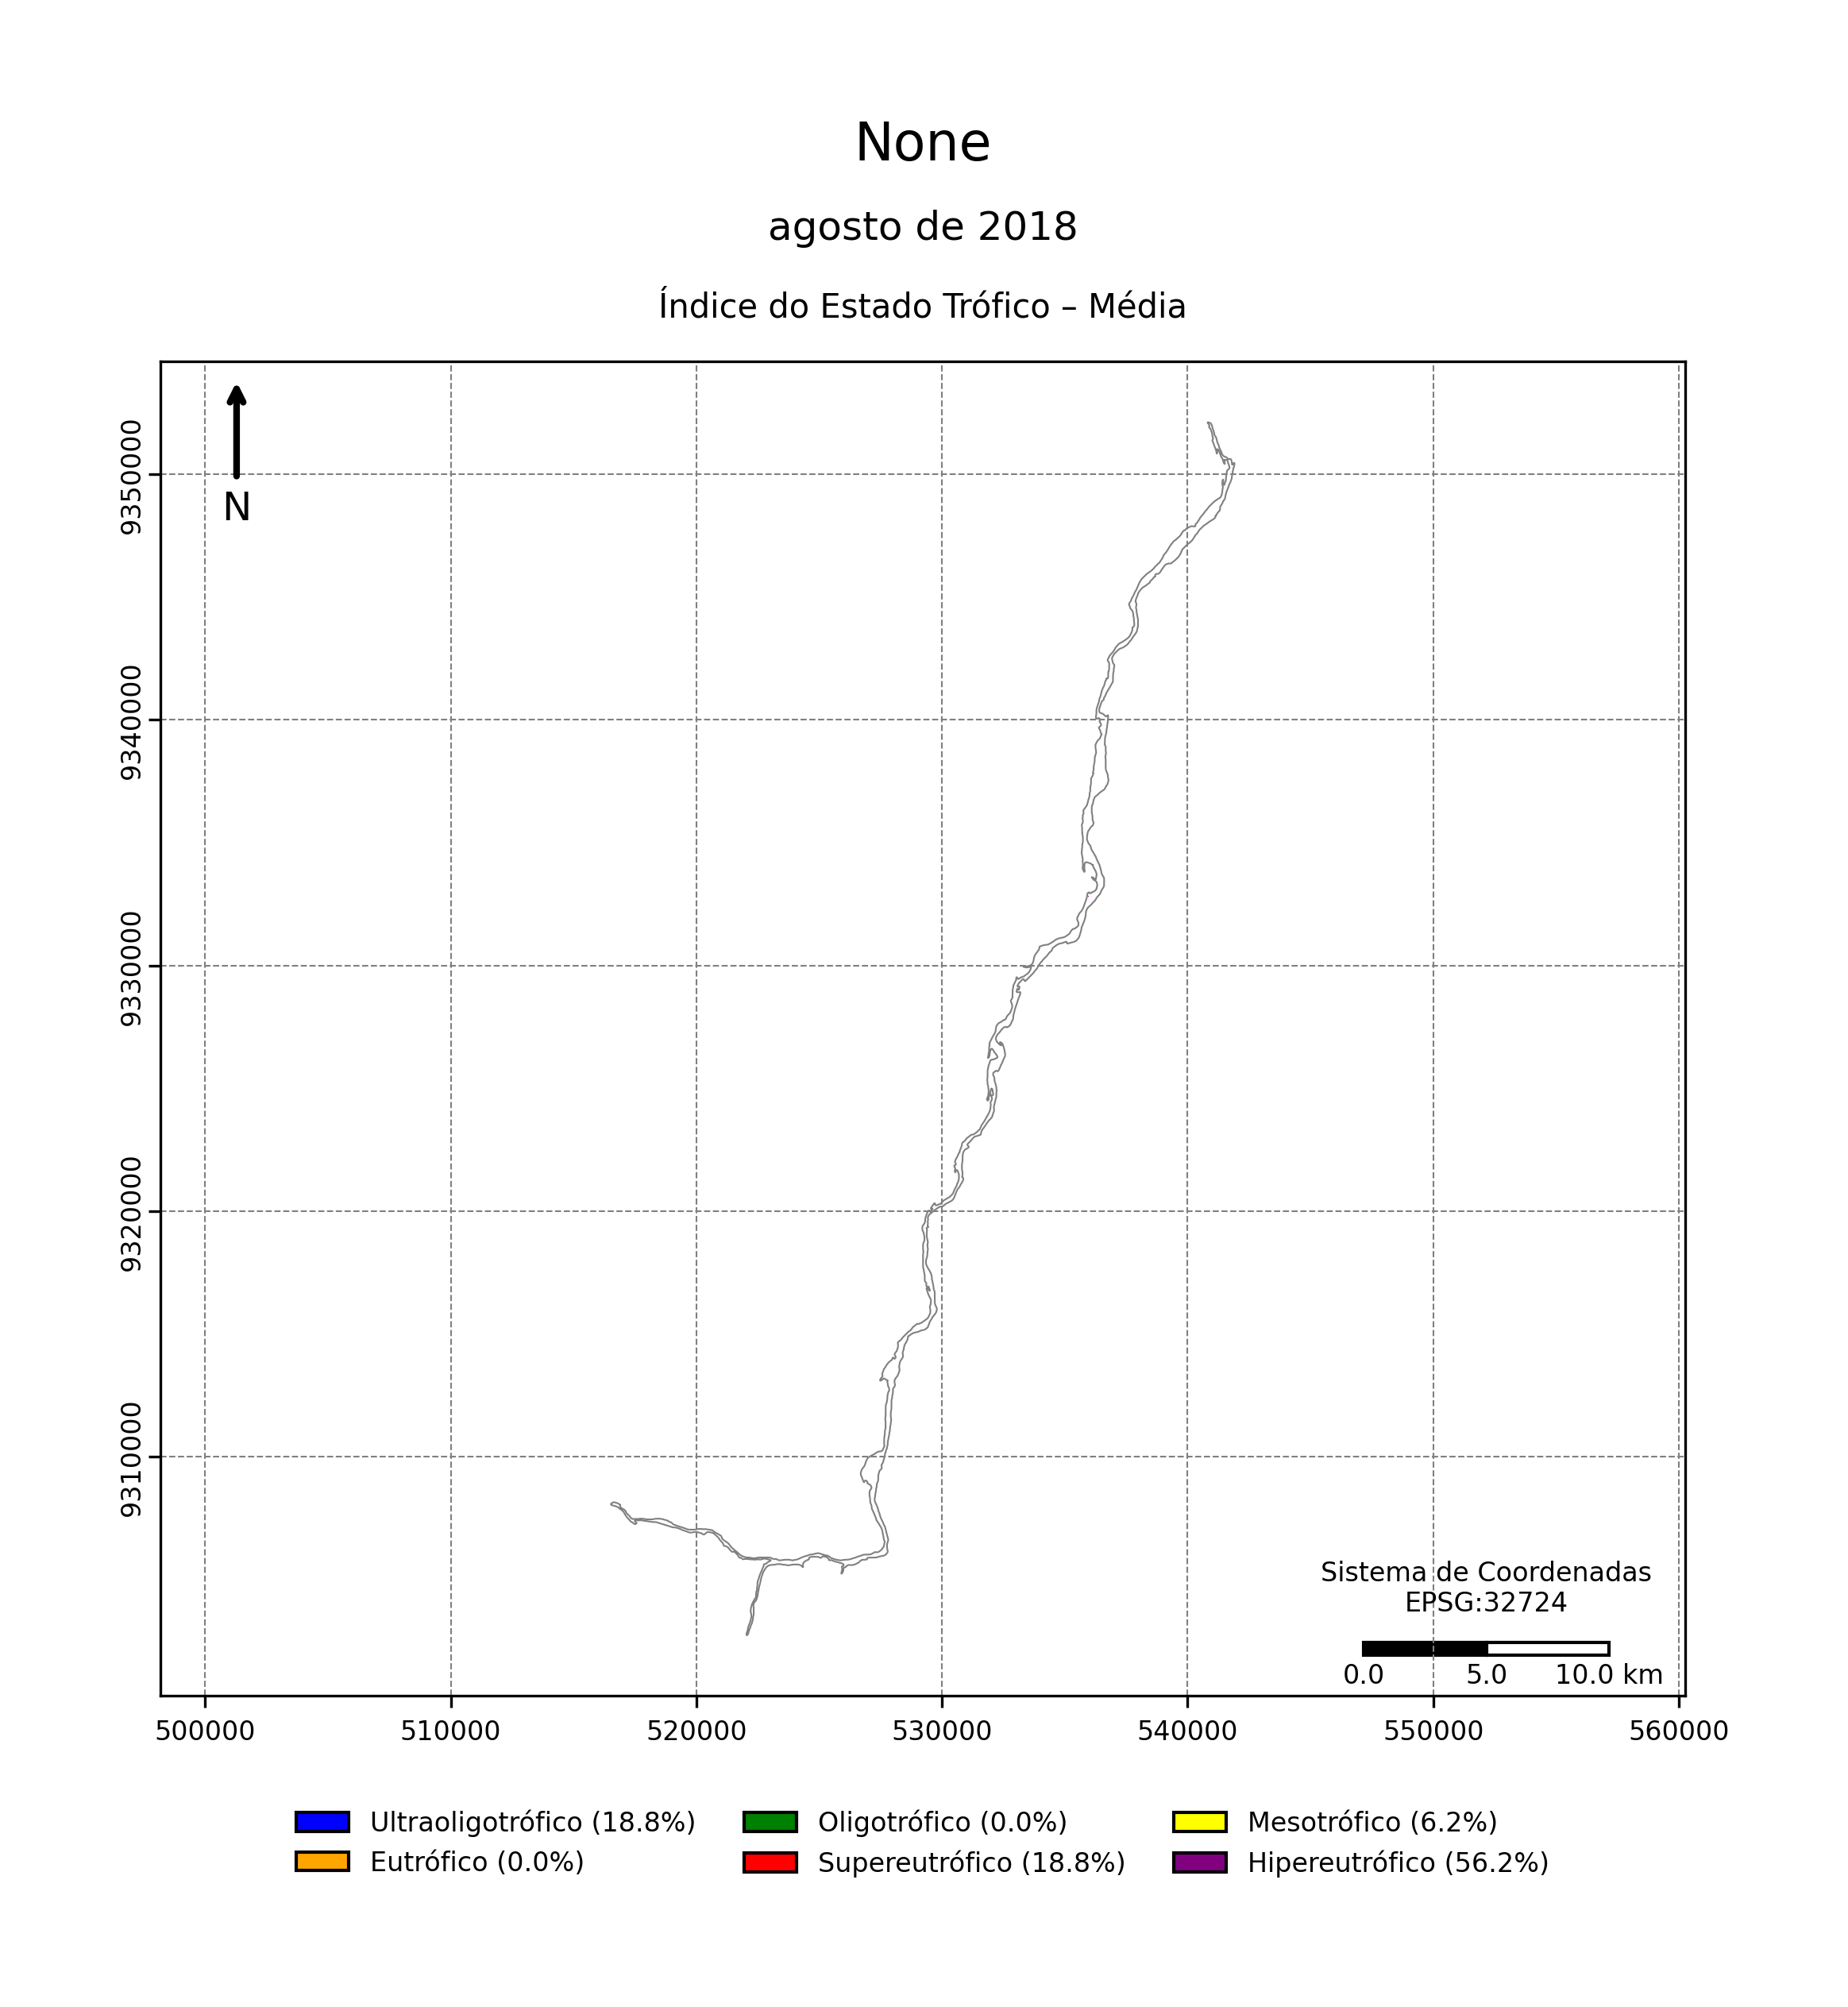 None
agosto de 2018
Índice do Estado Trófico – Média
N
9350000
9340000
9330000
9320000
9310000
Sistema de Coordenadas
EPSG:32724
0.0 5.0 10.0 km
500000 510000 520000 530000 540000 550000 560000
Ultraoligotrófico (18.8%) Oligotrófico (0.0%) Mesotrófico (6.2%)
Eutrófico (0.0%) Supereutrófico (18.8%) Hipereutrófico (56.2%)